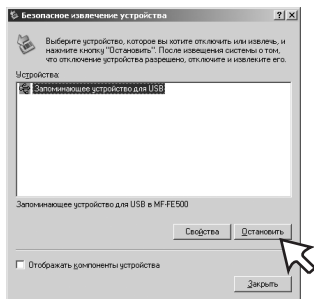 Безопасное извлечение устройства
Выберите устройство, которое вы хотите отключить или извлечь, и
нажмите кнопку "Остановить". После извещения системы о том,
что отключение устройства разрешено, отключите и извлеките его.
Устройства:
Запоминающее устройство для USB
Запоминающее устройство для USB в MF-FE500
Свойства
Остановить
Отображать компоненты устройства
Закрыть